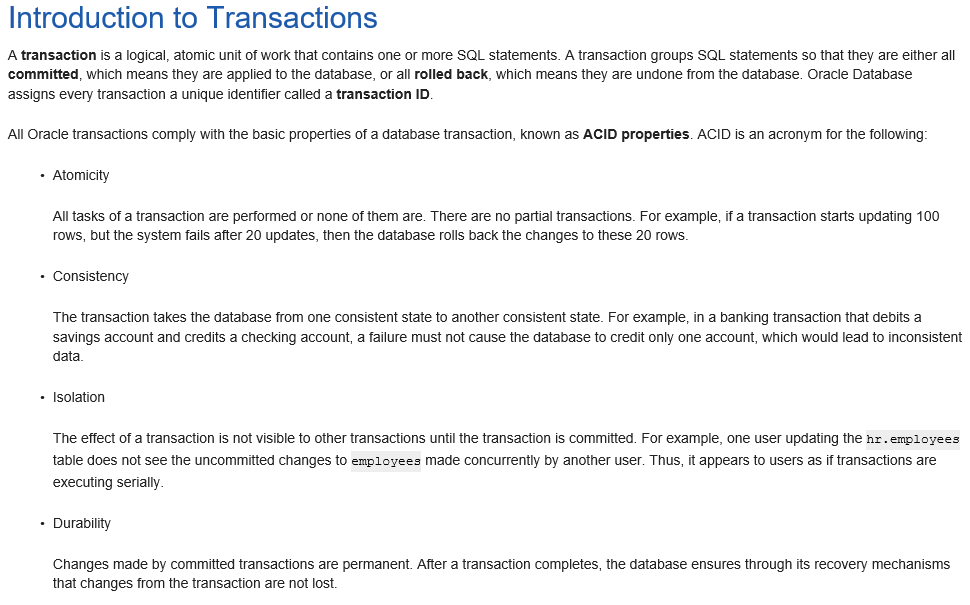 Introduction to Transactions
A transaction is a logical, atomic unit of work that contains one or more SQL statements. A transaction groups SQL statements so that they are either all
committed, which means they are applied to the database, or all rolled back, which means they are undone from the database. Oracle Database
assigns every transaction a unique identifier called a transaction ID.
All Oracle transactions comply with the basic properties of a database transaction, known as ACID properties. ACID is an acronym for the following:
• Atomicity
All tasks of a transaction are performed or none of them are. There are no partial transactions. For example, if a transaction starts updating 100
rows, but the system fails after 20 updates, then the database rolls back the changes to these 20 rows.
• Consistency
The transaction takes the database from one consistent state to another consistent state. For example, in a banking transaction that debits a
savings account and credits a checking account, a failure must not cause the database to credit only one account, which would lead to inconsistent
data.
• Isolation
The effect of a transaction is not visible to other transactions until the transaction is committed. For example, one user updating the hr.employees
table does not see the uncommitted changes to employees made concurrently by another user. Thus, it appears to users as if transactions are
executing serially.
• Durability
Changes made by committed transactions are permanent. After a transaction completes, the database ensures through its recovery mechanisms
that changes from the transaction are not lost.